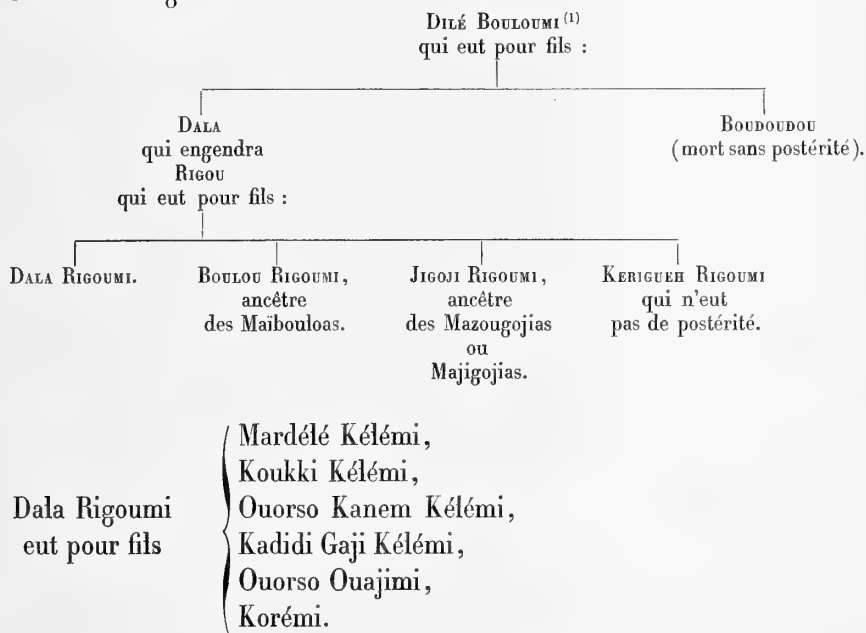 DILÉ BOULOUMI (1)
qui eut pour fils :
DALA
qui engendra
RIGOU
qui eut pour fils :
BOUDOUDOU
(mort sans postérité).
DALA RIGOUMI.
BOULOU RIGOUMI,
ancêtre
des Maïbouloas.
JIGOJI RIGOUMI,
ancêtre
des Mazougojias
ou
Majigojias.
KERIGUEH RIGOUMI
qui n'eut
pas de postérité.
Dala Rigoumi
eut pour fils
Mardélé Kélémi,
Koukki Kélémi,
Ouorso Kanem Kélémi,
Kadidi Gaji Kélémi,
Ouorso Ouajimi,
Korémi.